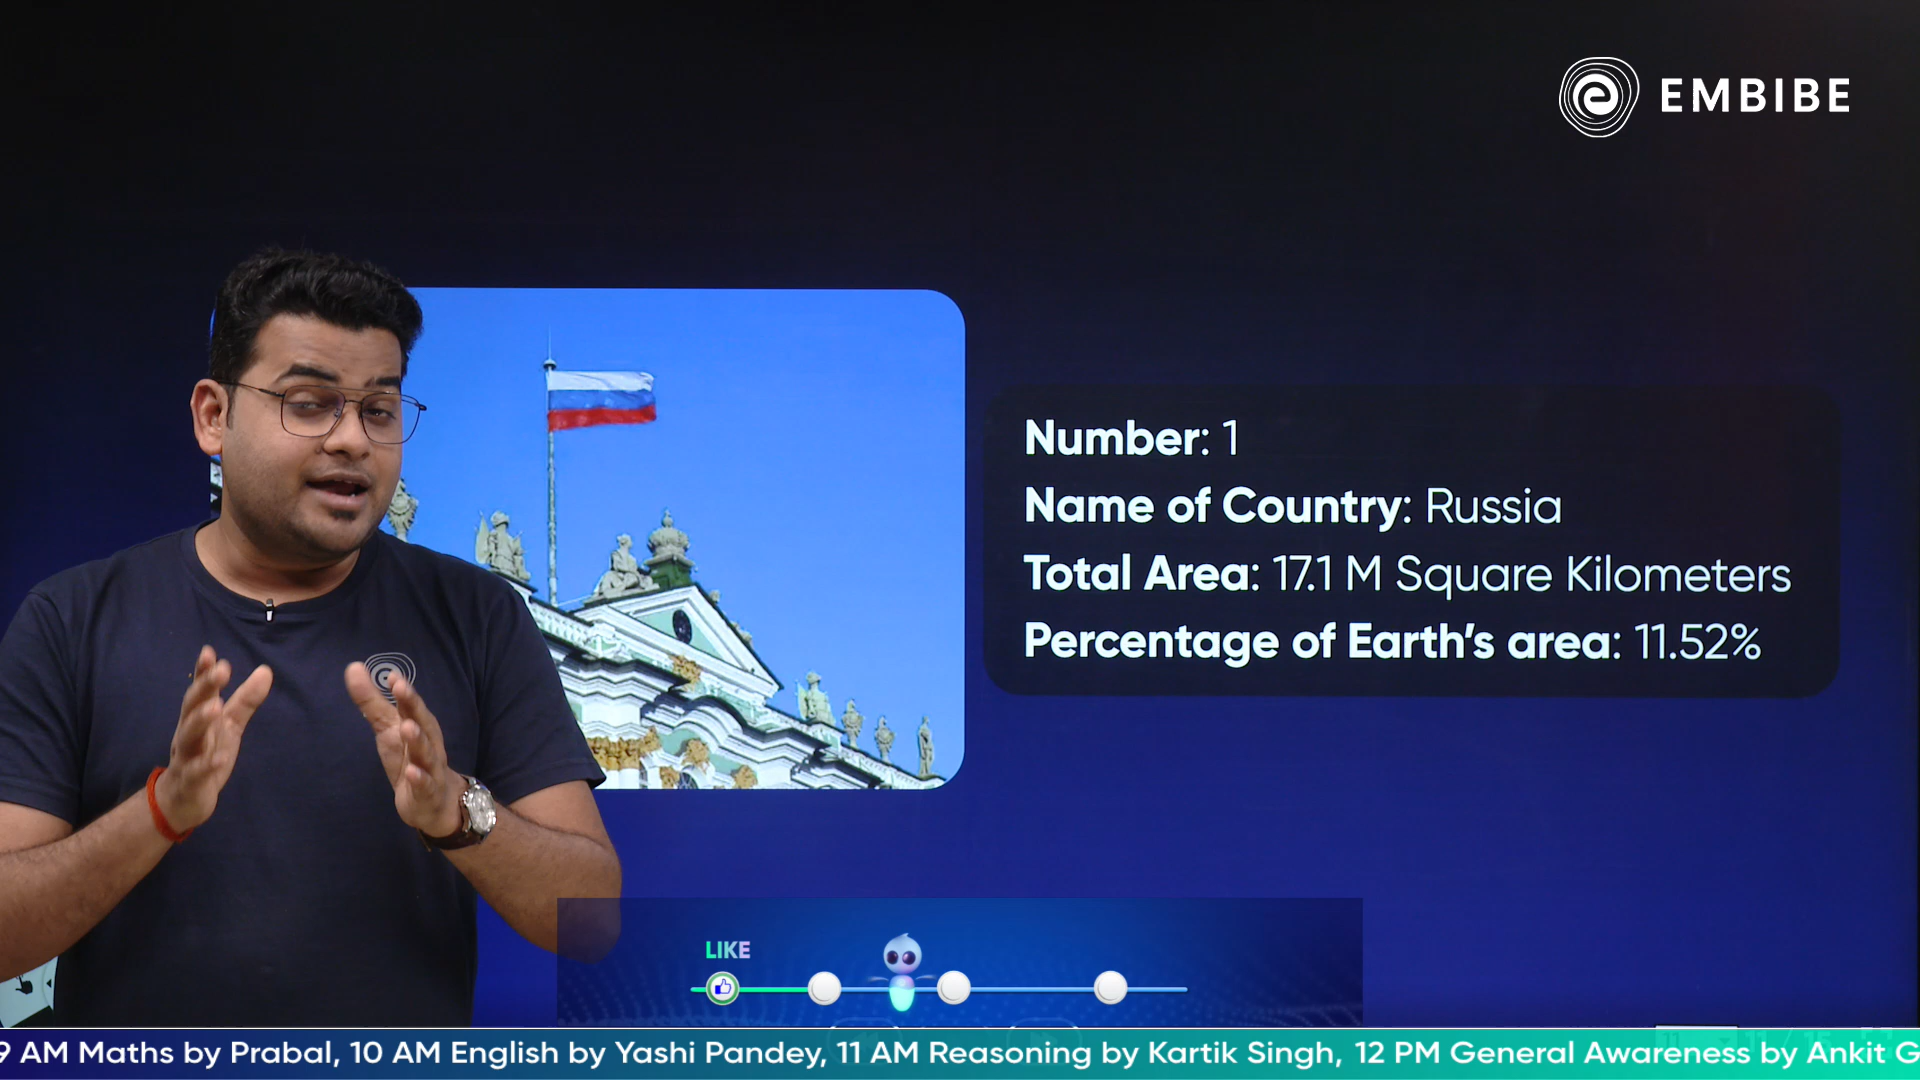 EMBIBE
Number: 1
Name of Country: Russia
Total Area: 17.1 M Square Kilometers
Percentage of Earth's area: 11.52%
LIKE
9 AM Maths by Prabal, 10 AM English by Yashi Pandey, 11 AM Reasoning by Kartik Singh, 12 PM General Awareness by Ankit G